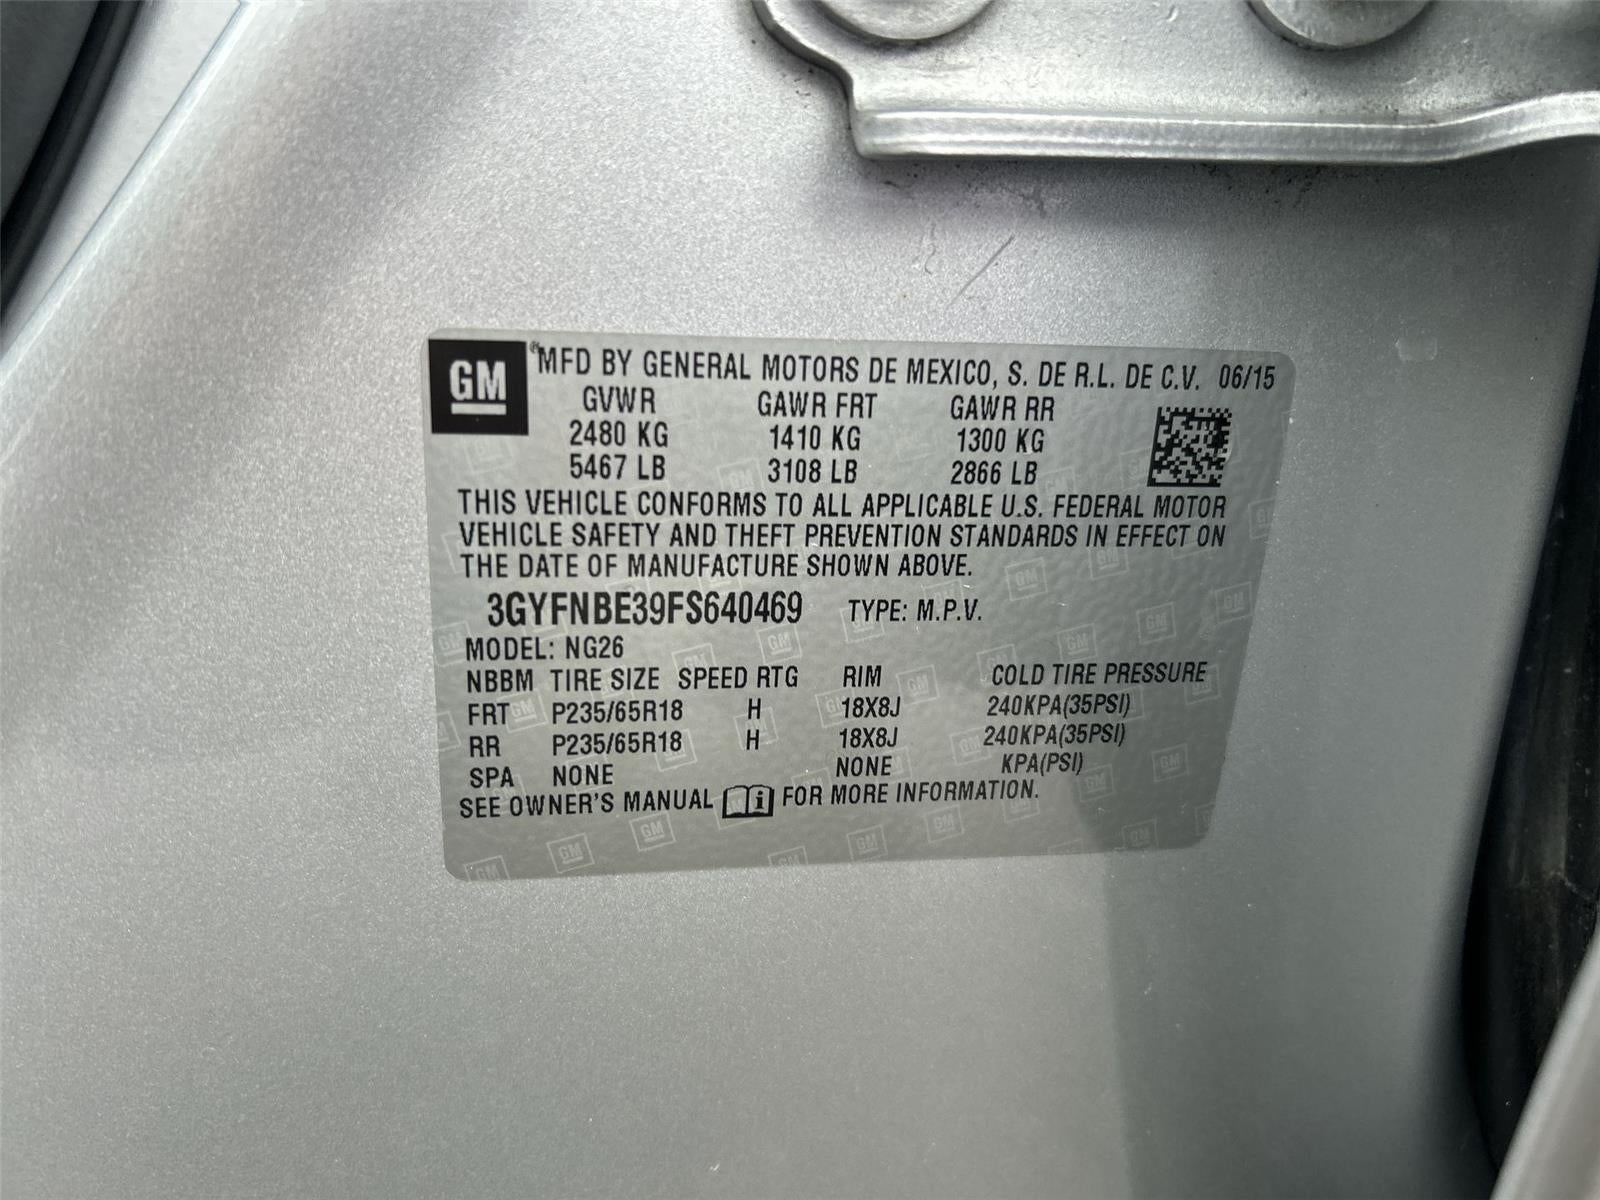 GM ® MFD BY GENERAL MOTORS DE MEXICO, S. DE R.L. DE C.V. 06/15
GVWR GAWR FRT GAWR RR
2480 KG 1410 KG 1300 KG
5467 LB 3108 LB 2866 LB
THIS VEHICLE CONFORMS TO ALL APPLICABLE U.S. FEDERAL MOTOR
VEHICLE SAFETY AND THEFT PREVENTION STANDARDS IN EFFECT ON
THE DATE OF MANUFACTURE SHOWN ABOVE.
3GYFNBE39FS640469 TYPE: M.P.V.
MODEL: NG26
NBBM TIRE SIZE SPEED RTG RIM COLD TIRE PRESSURE
FRT P235/65R18 H 18X8J 240KPA(35PSI)
RR P235/65R18 H 18X8J 240KPA(35PSI)
SPA NONE NONE KPA(PSI)
SEE OWNER'S MANUAL i FOR MORE INFORMATION.